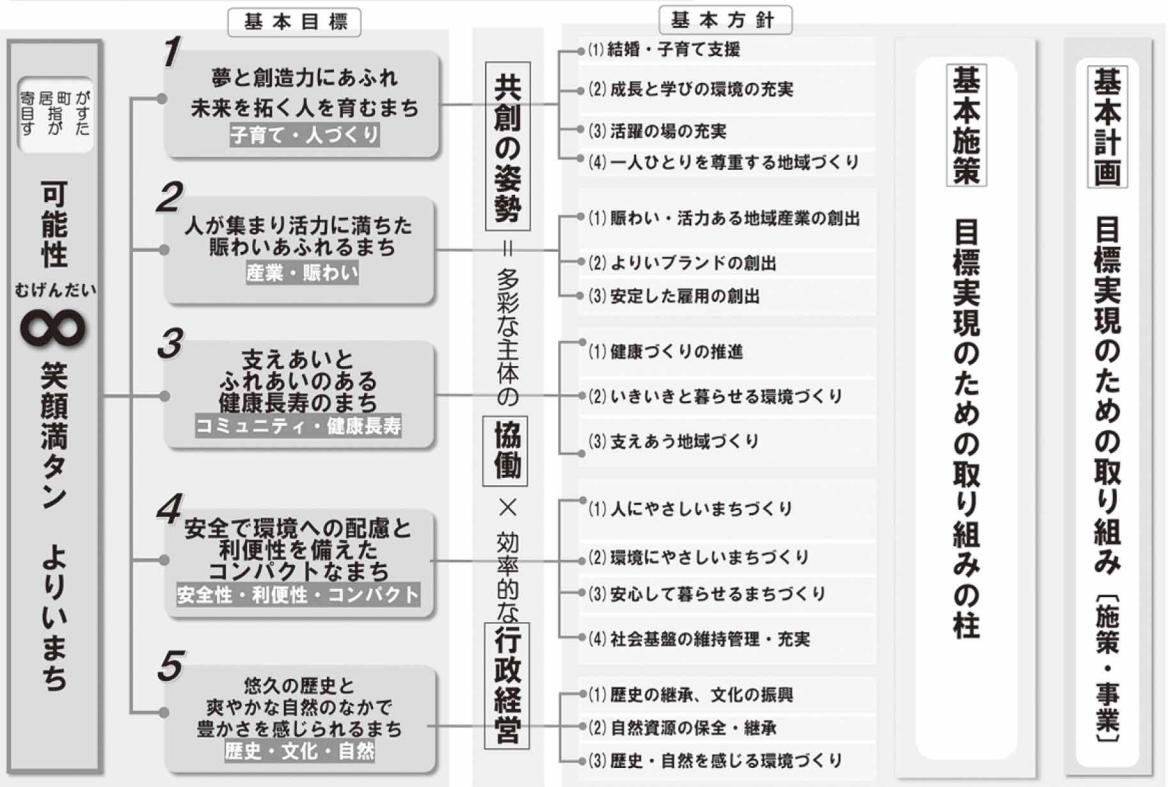 基本目標
基本方針
寄居町が
目指すすがた
可能性
むげんだい
∞
笑顔満タン よりいまち
1
夢と創造力にあふれ
未来を拓く人を育むまち
子育て・人づくり
2
人が集まり活力に満ちた
賑わいあふれるまち
産業・賑わい
3
支えあいと
ふれあいのある
健康長寿のまち
コミュニティ・健康長寿
4
安全で環境への配慮と
利便性を備えた
コンパクトなまち
安全性・利便性・コンパクト
5
悠久の歴史と
爽やかな自然のなかで
豊かさを感じられるまち
歴史・文化・自然
共創の姿勢=多彩な主体の協働×効率的な行政経営
(1)結婚・子育て支援
(2)成長と学びの環境の充実
(3)活躍の場の充実
(4)一人ひとりを尊重する地域づくり
(1)賑わい・活力ある地域産業の創出
(2)よりいブランドの創出
(3)安定した雇用の創出
(1)健康づくりの推進
(2)いきいきと暮らせる環境づくり
(3)支えあう地域づくり
(1)人にやさしいまちづくり
(2)環境にやさしいまちづくり
(3)安心して暮らせるまちづくり
(4)社会基盤の維持管理・充実
(1)歴史の継承、文化の振興
(2)自然資源の保全・継承
(3)歴史・自然を感じる環境づくり
基本施策 目標実現のための取り組みの柱
基本計画 目標実現のための取り組み〔施策・事業〕